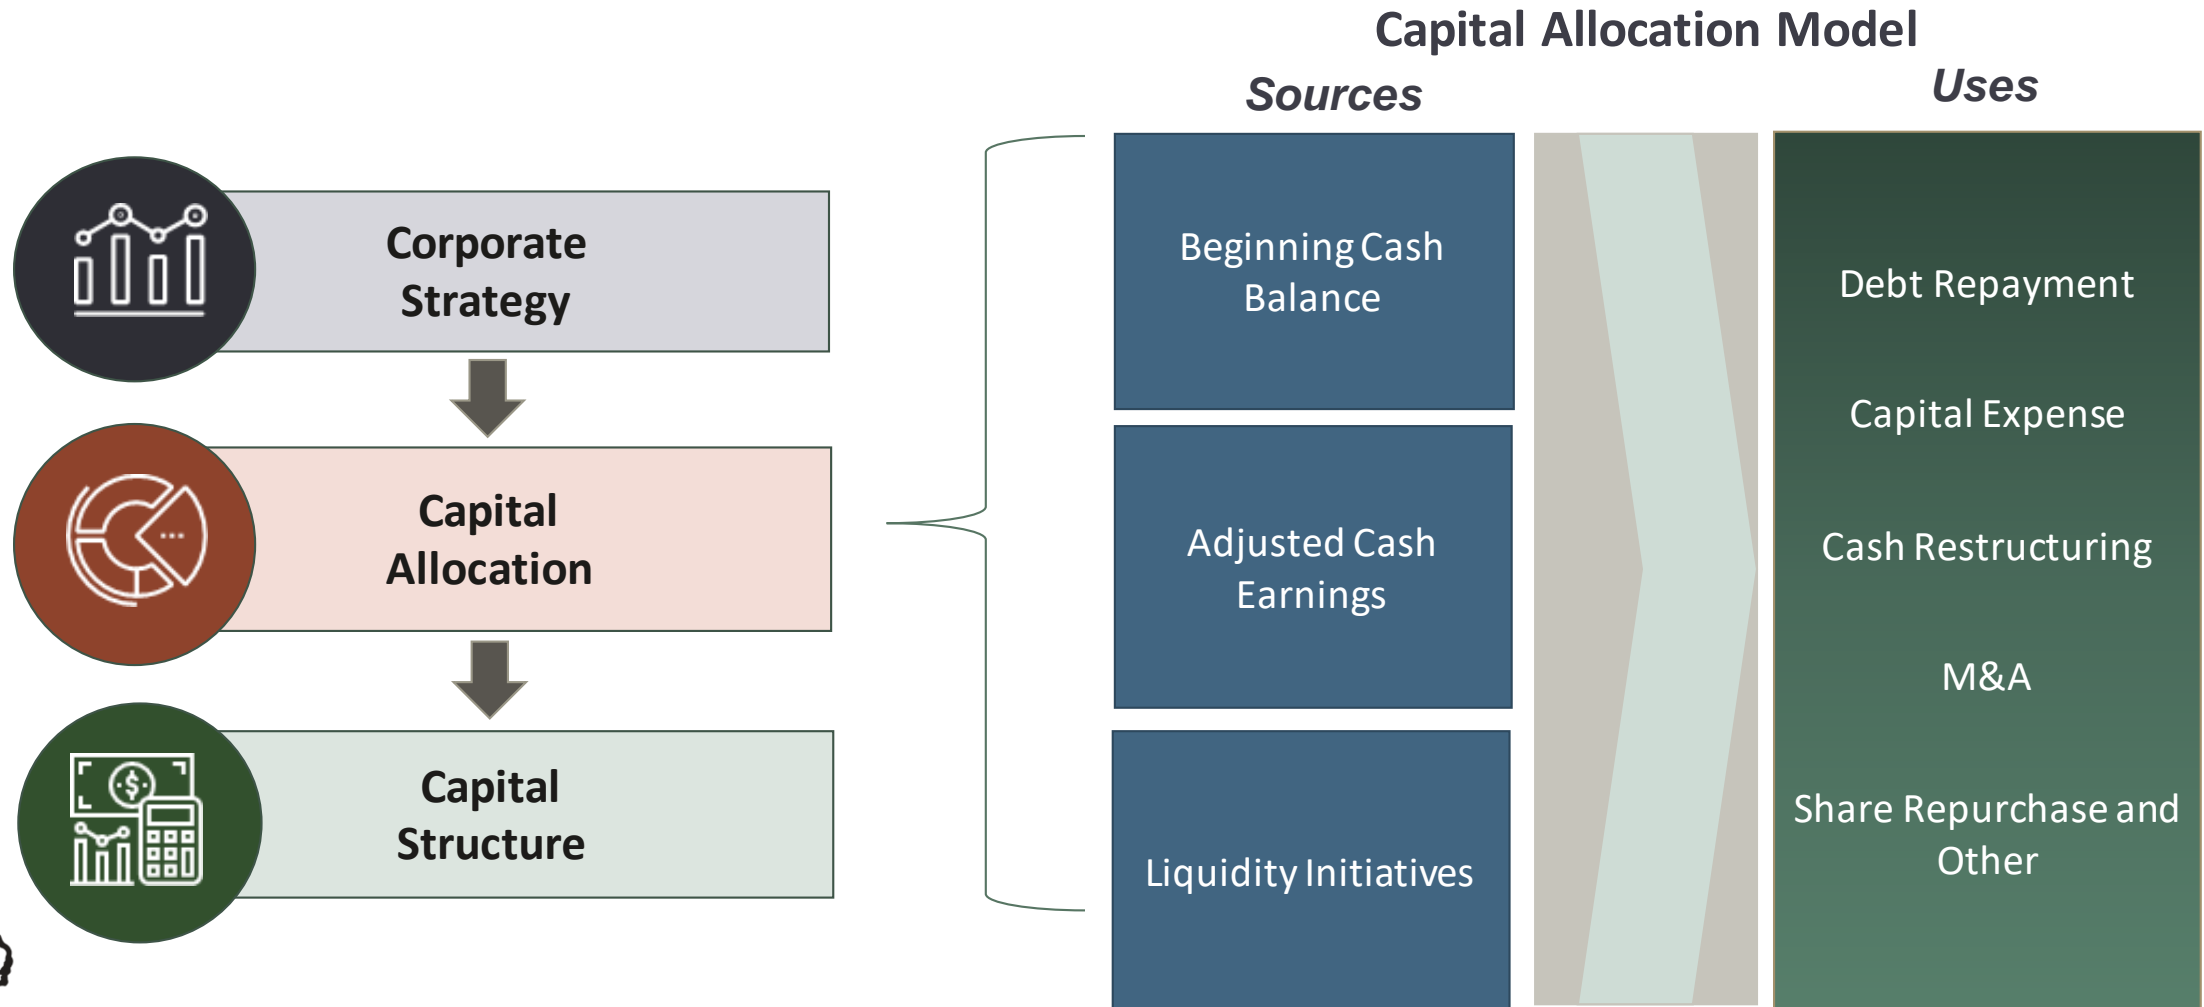 Capital Allocation Model
Sources
Uses
Corporate
Strategy
Capital
Allocation
Capital
Structure
Beginning Cash
Balance
Adjusted Cash
Earnings
Liquidity Initiatives
Debt Repayment
Capital Expense
Cash Restructuring
M&A
Share Repurchase and
Other